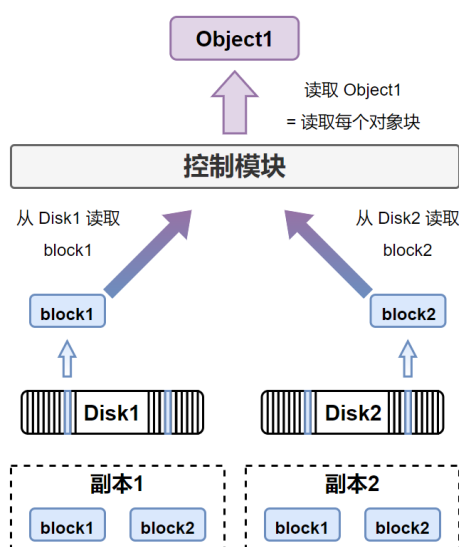 Object1
读取 Object1
= 读取每个对象块
控制模块
从 Disk1 读取
block1
从 Disk2 读取
block2
block1
block2
Disk1
Disk2
副本1
副本2
block1
block2
block1
block2